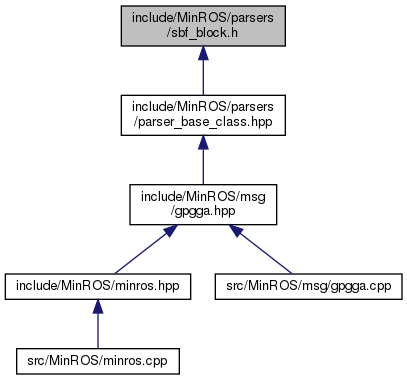 include/MinROS/parsers
/sbf_block.h
include/MinROS/parsers
/parser_base_class.hpp
include/MinROS/msg
/gpgga.hpp
include/MinROS/minros.hpp
src/MinROS/msg/gpgga.cpp
src/MinROS/minros.cpp